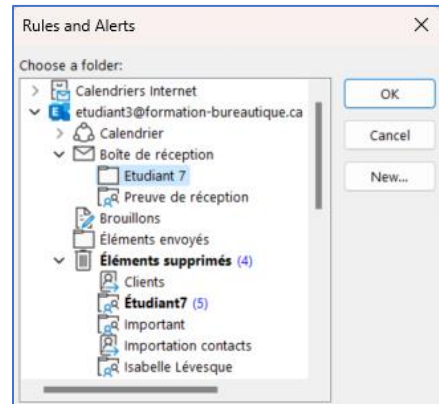 Rules and Alerts
Choose a folder:
Calendriers Internet
etudiant3@formation-bureautique.ca
Calendrier
Boîte de réception
Etudiant 7
Preuve de réception
Brouillons
Éléments envoyés
Éléments supprimés (4)
Clients
Étudiant7 (5)
Important
Importation contacts
Isabelle Lévesque
OK
Cancel
New...